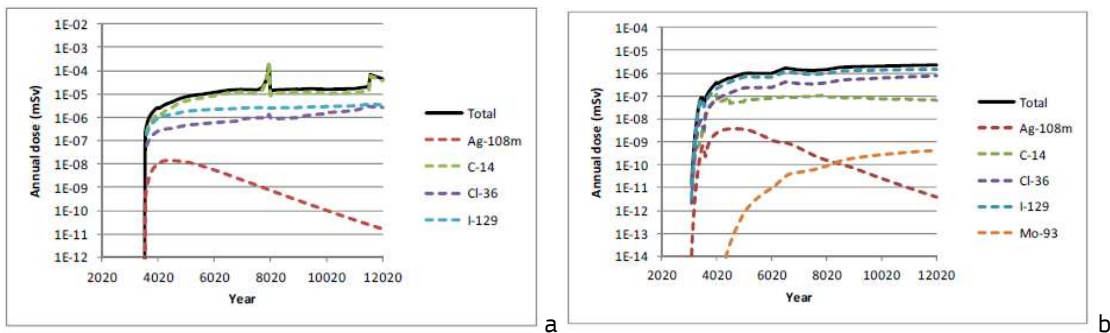 1E-02
1E-03
1E-04
1E-05
1E-06
1E-07
1E-08
1E-09
1E-10
1E-11
1E-12
Annual dose (mSv)
2020 4020 6020 8020 10020 12020
Year
Total
Ag-108m
C-14
Cl-36
I-129
a
1E-04
1E-05
1E-06
1E-07
1E-08
1E-09
1E-10
1E-11
1E-12
1E-13
1E-14
Annual dose (mSv)
2020 4020 6020 8020 10020 12020
Year
Total
Ag-108m
C-14
Cl-36
I-129
Mo-93
b